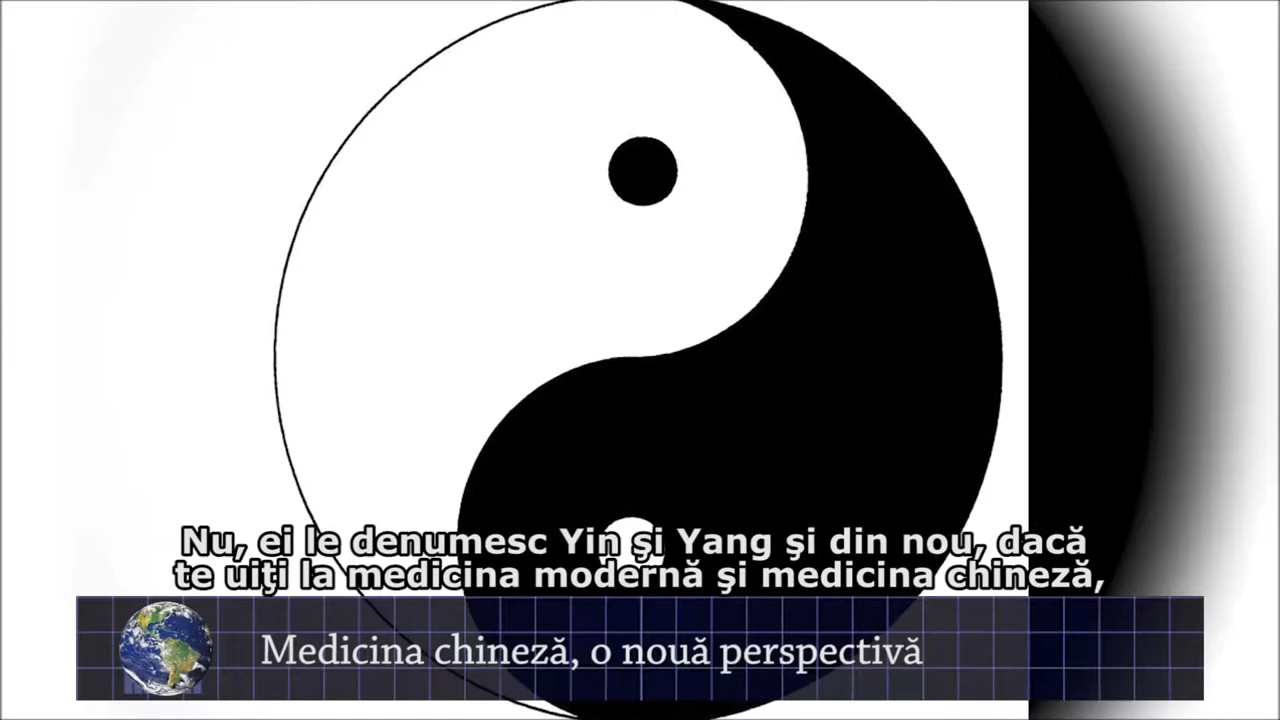 Nu, ei le denumesc Yin şi Yang şi din nou, dacă
te uiţi la medicina modernă şi medicina chineză,
Medicina chineză, o nouă perspectivă